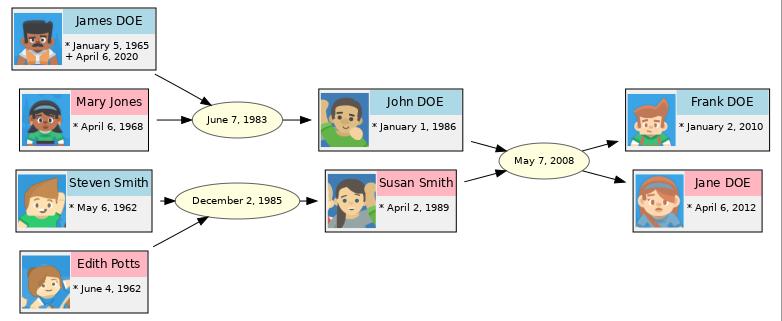 James DOE
* January 5, 1965
+ April 6, 2020
Mary Jones
* April 6, 1968
June 7, 1983
John DOE
* January 1, 1986
Frank DOE
* January 2, 2010
May 7, 2008
Steven Smith
* May 6, 1962
December 2, 1985
Susan Smith
* April 2, 1989
Jane DOE
* April 6, 2012
Edith Potts
* June 4, 1962